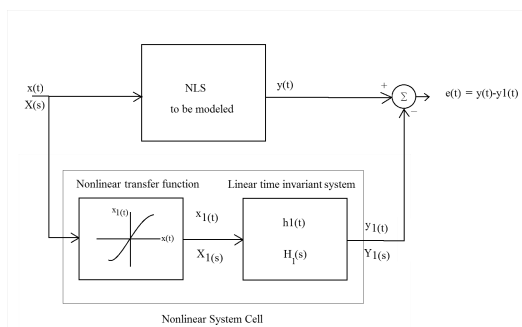 x(t)
X(s)
NLS
to be modeled
y(t)
+
Σ
−
e(t) = y(t)-y1(t)
Nonlinear transfer function
Linear time invariant system
x1(t)
x(t)
x1(t)
X1(s)
h1(t)
H1(s)
y1(t)
Y1(s)
Nonlinear System Cell